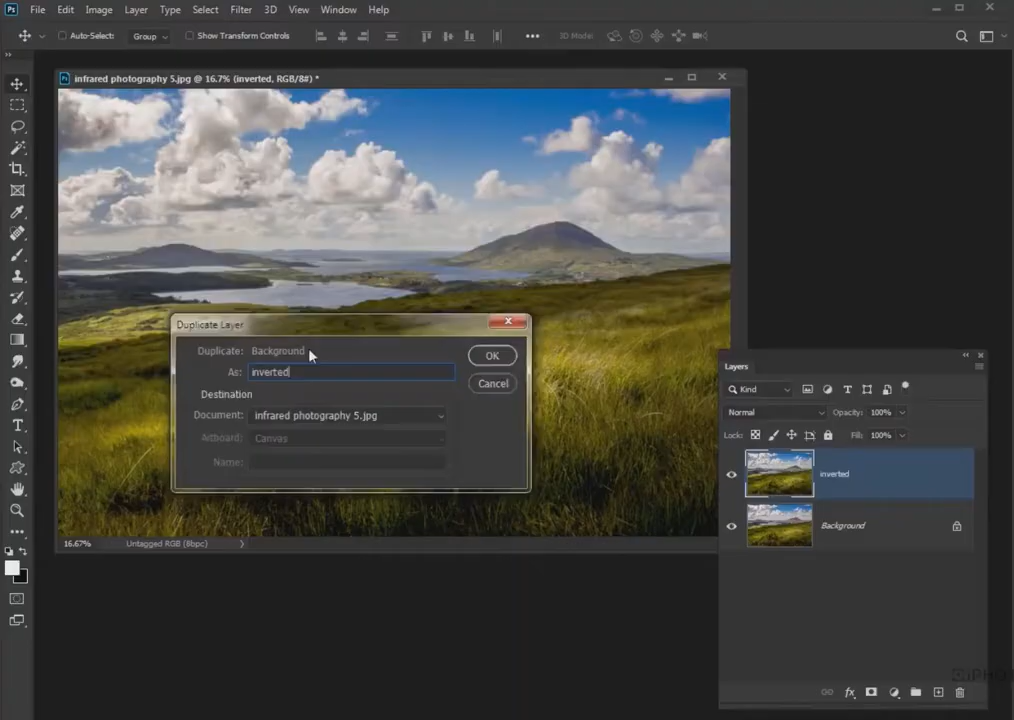 Ps File Edit Image Layer Type Select Filter 3D View Window Help
Auto-Select: Group Show Transform Controls 3D Model
Ps infrared photography 5.jpg @ 16.7% (inverted, RGB/8#) *
Duplicate Layer
Duplicate: Background
OK
As: inverted
Cancel
Destination
Document: infrared photography 5.jpg
Artboard: Canvas
Name:
16.67% Untagged RGB (8bpc)
Layers
Kind
Normal Opacity: 100%
Lock: Fill: 100%
inverted
Background